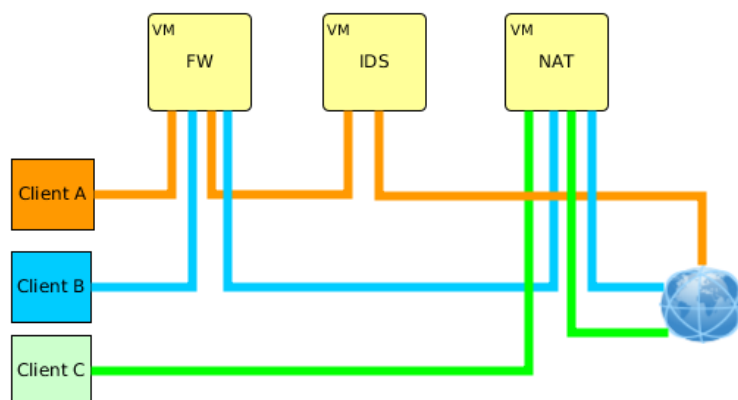 VM
FW
VM
IDS
VM
NAT
Client A
Client B
Client C